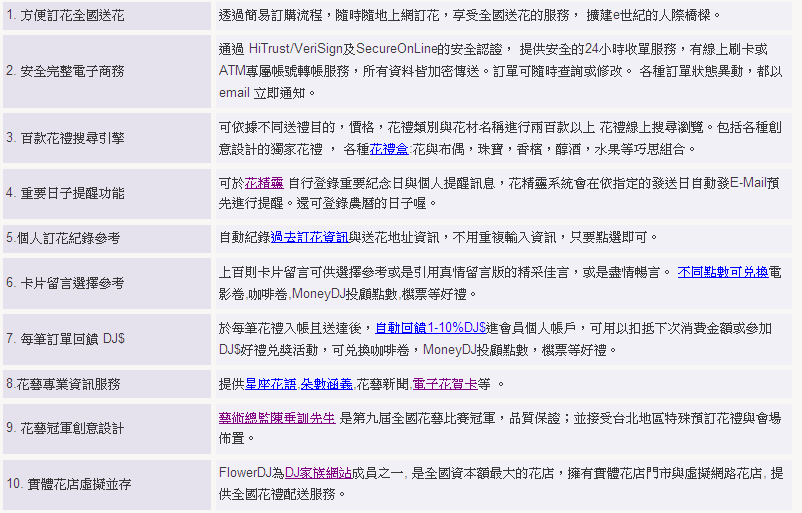 1. 方便訂花全國送花
透過簡易訂購流程，隨時隨地上網訂花，享受全國送花的服務， 擴建e世紀的人際橋樑。
2. 安全完整電子商務
通過 HiTrust/VeriSign及SecureOnLine的安全認證， 提供安全的24小時收單服務，有線上刷卡或
ATM專屬帳號轉帳服務，所有資料皆加密傳送。訂單可隨時查詢或修改。 各種訂單狀態異動，都以
email 立即通知。
3. 百款花禮搜尋引擎
可依據不同送禮目的，價格，花禮類別與花材名稱進行兩百款以上 花禮線上搜尋瀏覽。包括各種創
意設計的獨家花禮 ， 各種花禮盒:花與布偶，珠寶，香檳，醇酒，水果等巧思組合。
4. 重要日子提醒功能
可於花精靈 自行登錄重要紀念日與個人提醒訊息，花精靈系統會在依指定的發送日自動發E-Mail預
先進行提醒。還可登錄農曆的日子喔。
5.個人訂花紀錄參考
自動紀錄過去訂花資訊與送花地址資訊，不用重複輸入資訊，只要點選即可。
6. 卡片留言選擇參考
上百則卡片留言可供選擇參考或是引用真情留言版的精采佳言，或是盡情暢言。 不同點數可兌換電
影卷,咖啡卷,MoneyDJ投顧點數,機票等好禮。
7. 每筆訂單回饋 DJ$
於每筆花禮入帳且送達後，自動回饋1-10%DJ$進會員個人帳戶，可用以扣抵下次消費金額或參加
DJ$好禮兌獎活動，可兌換咖啡卷，MoneyDJ投顧點數，機票等好禮。
8.花藝專業資訊服務
提供星座花語,朵數涵義,花藝新聞,電子花賀卡等 。
9. 花藝冠軍創意設計
藝術總監陳垂訓先生 是第九屆全國花藝比賽冠軍，品質保證；並接受台北地區特殊預訂花禮與會場
佈置。
10. 實體花店虛擬並存
FlowerDJ為DJ家族網站成員之一, 是全國資本額最大的花店，擁有實體花店門市與虛擬網路花店, 提
供全國花禮配送服務。